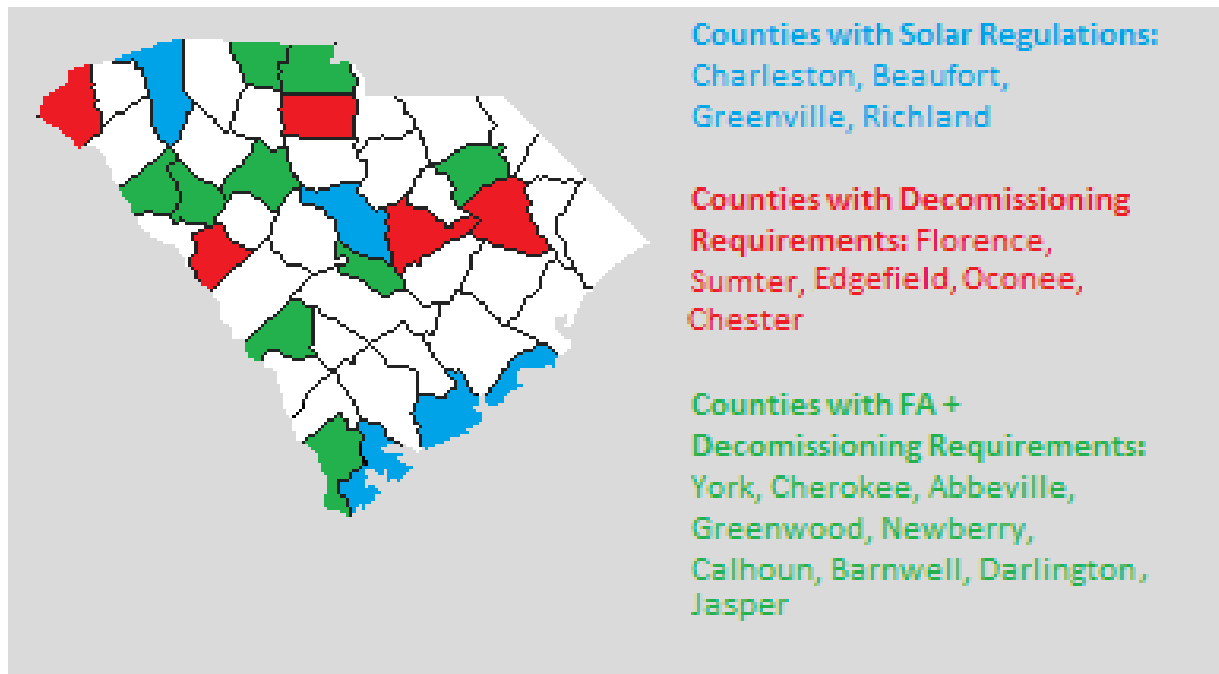 Counties with Solar Regulations:
Charleston, Beaufort,
Greenville, Richland
Counties with Decomissioning
Requirements: Florence,
Sumter, Edgefield, Oconee,
Chester
Counties with FA +
Decomissioning Requirements:
York, Cherokee, Abbeville,
Greenwood, Newberry,
Calhoun, Barnwell, Darlington,
Jasper